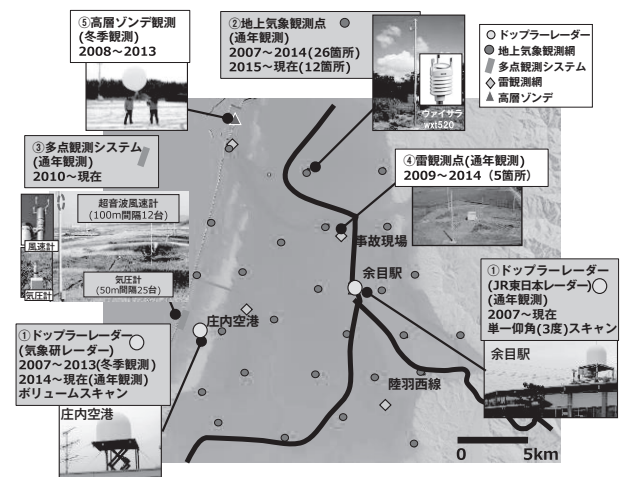 ⑤高層ゾンデ観測
(冬季観測)
2008～2013
②地上気象観測点
(通年観測)
2007～2014(26箇所)
2015～現在(12箇所)
ヴァイサラ
wxt520
ドップラーレーダー
地上気象観測網
多点観測システム
雷観測網
高層ゾンデ
③多点観測システム
(通年観測)
2010～現在
④雷観測点(通年観測)
2009～2014（5箇所）
超音波風速計
(100m間隔12台)
風速計
気圧計
(50m間隔25台)
気圧計
事故現場
余目駅
庄内空港
陸羽西線
①ドップラーレーダー
(JR東日本レーダー)
(通年観測)
2007～現在
単一仰角(3度)スキャン
余目駅
①ドップラーレーダー
(気象研レーダー)
2007～2013(冬季観測)
2014～現在(通年観測)
ボリュームスキャン
庄内空港
0 5km